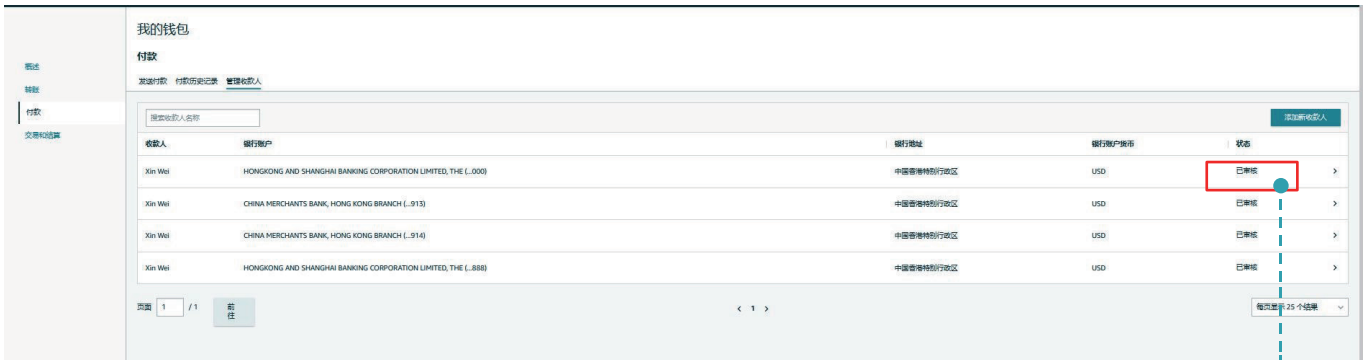 我的钱包
付款
概述
转账
付款
交易和结算
发送付款 付款历史记录 管理收款人
搜索收款人名称
添加新收款人
收款人 银行账户 银行地址 银行账户货币 状态
Xin Wei HONGKONG AND SHANGHAI BANKING CORPORATION LIMITED, THE (...000) 中国香港特别行政区 USD 已审核
Xin Wei CHINA MERCHANTS BANK, HONG KONG BRANCH (...913) 中国香港特别行政区 USD 已审核
Xin Wei CHINA MERCHANTS BANK, HONG KONG BRANCH (...914) 中国香港特别行政区 USD 已审核
Xin Wei HONGKONG AND SHANGHAI BANKING CORPORATION LIMITED, THE (...888) 中国香港特别行政区 USD 已审核
页面 1 / 1 前往 < 1 > 每页显示 25 个结果